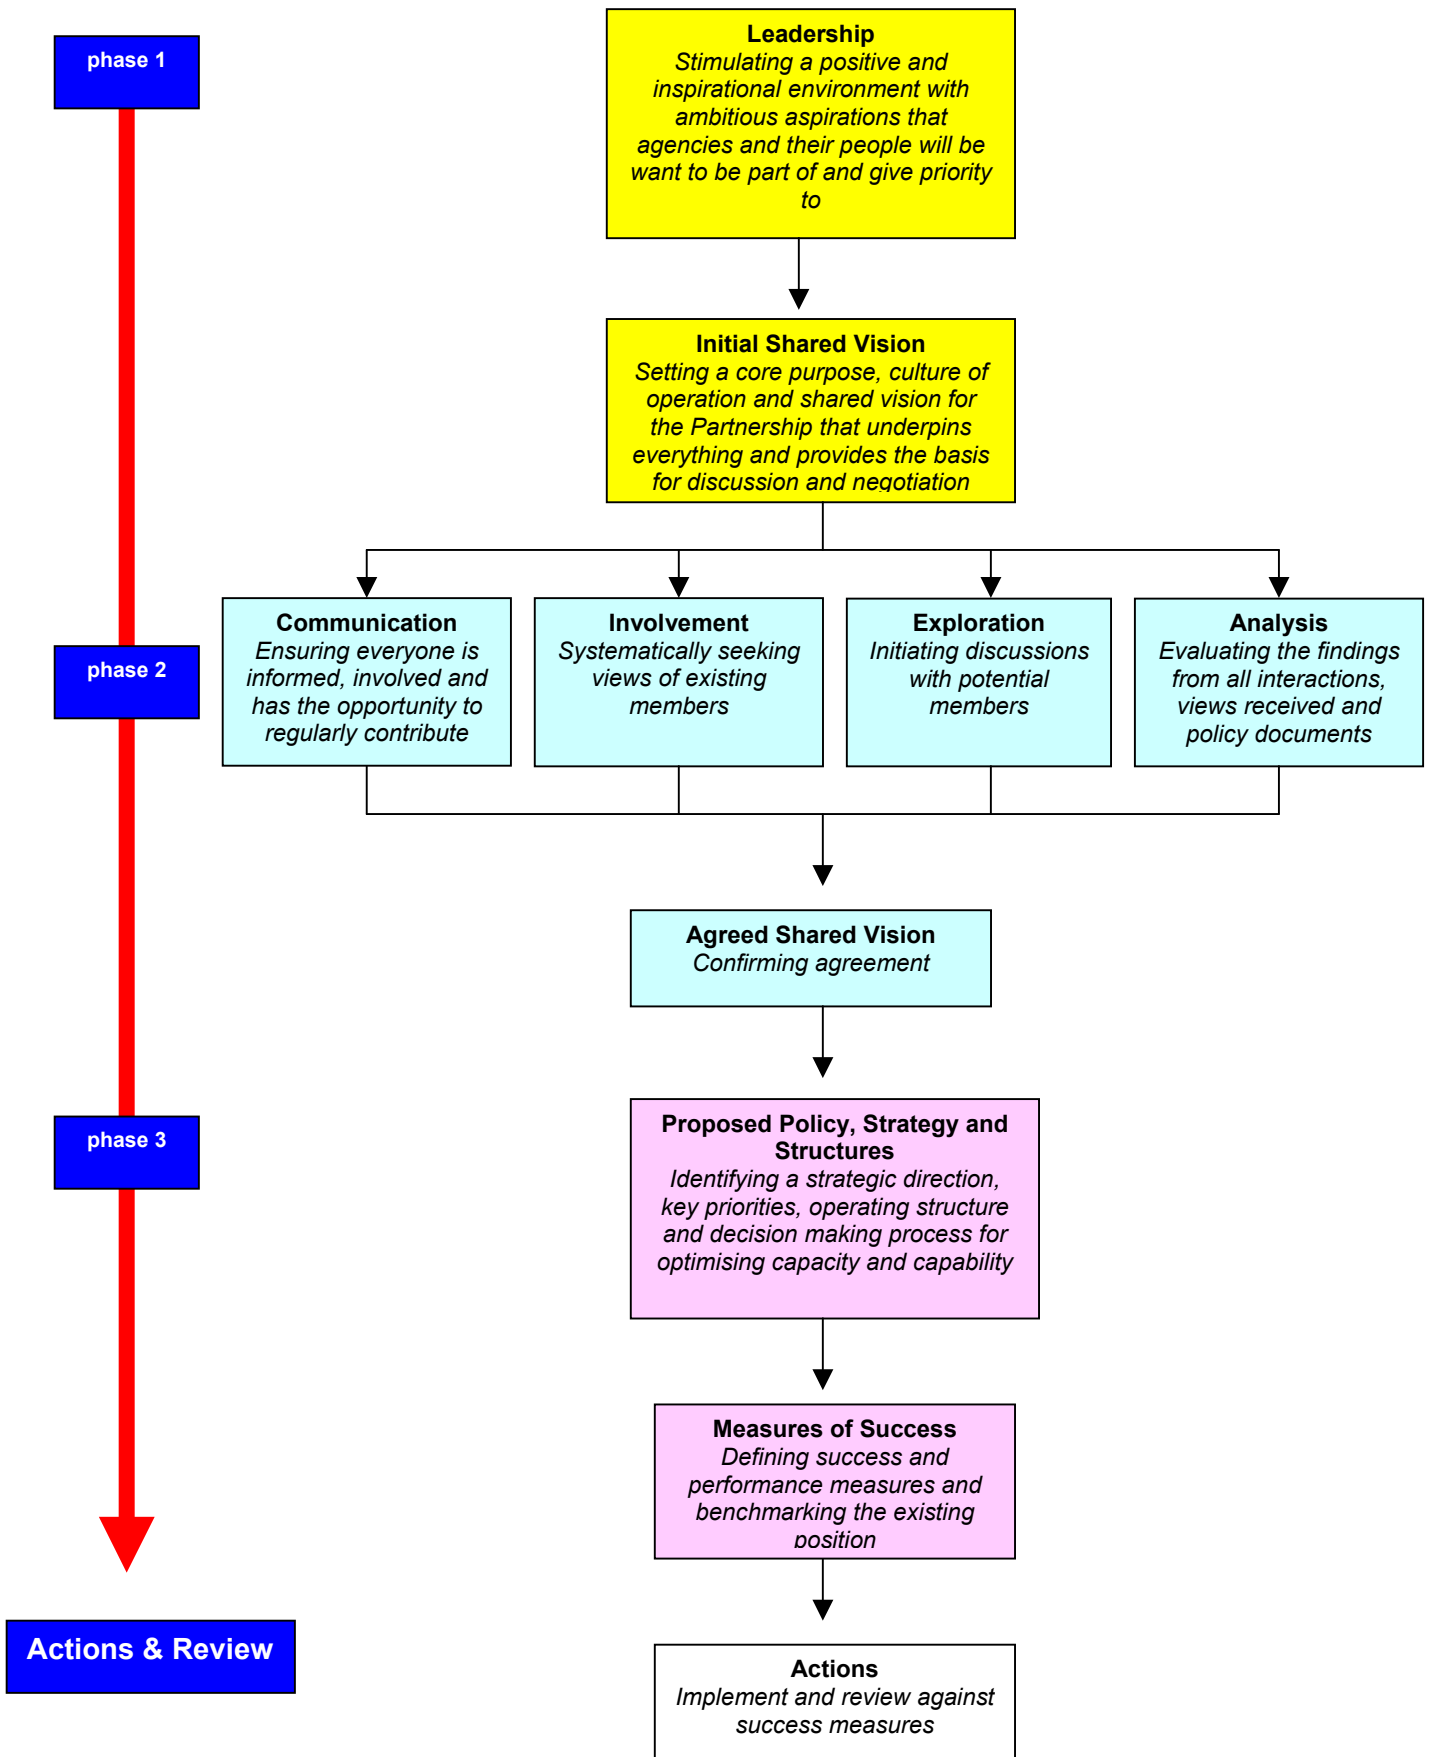 phase 1
Leadership
Stimulating a positive and
inspirational environment with
ambitious aspirations that
agencies and their people will be
want to be part of and give priority
to
Initial Shared Vision
Setting a core purpose, culture of
operation and shared vision for
the Partnership that underpins
everything and provides the basis
for discussion and negotiation
phase 2
Communication
Ensuring everyone is
informed, involved and
has the opportunity to
regularly contribute
Involvement
Systematically seeking
views of existing
members
Exploration
Initiating discussions
with potential
members
Analysis
Evaluating the findings
from all interactions,
views received and
policy documents
Agreed Shared Vision
Confirming agreement
phase 3
Proposed Policy, Strategy and
Structures
Identifying a strategic direction,
key priorities, operating structure
and decision making process for
optimising capacity and capability
Measures of Success
Defining success and
performance measures and
benchmarking the existing
position
Actions & Review
Actions
Implement and review against
success measures